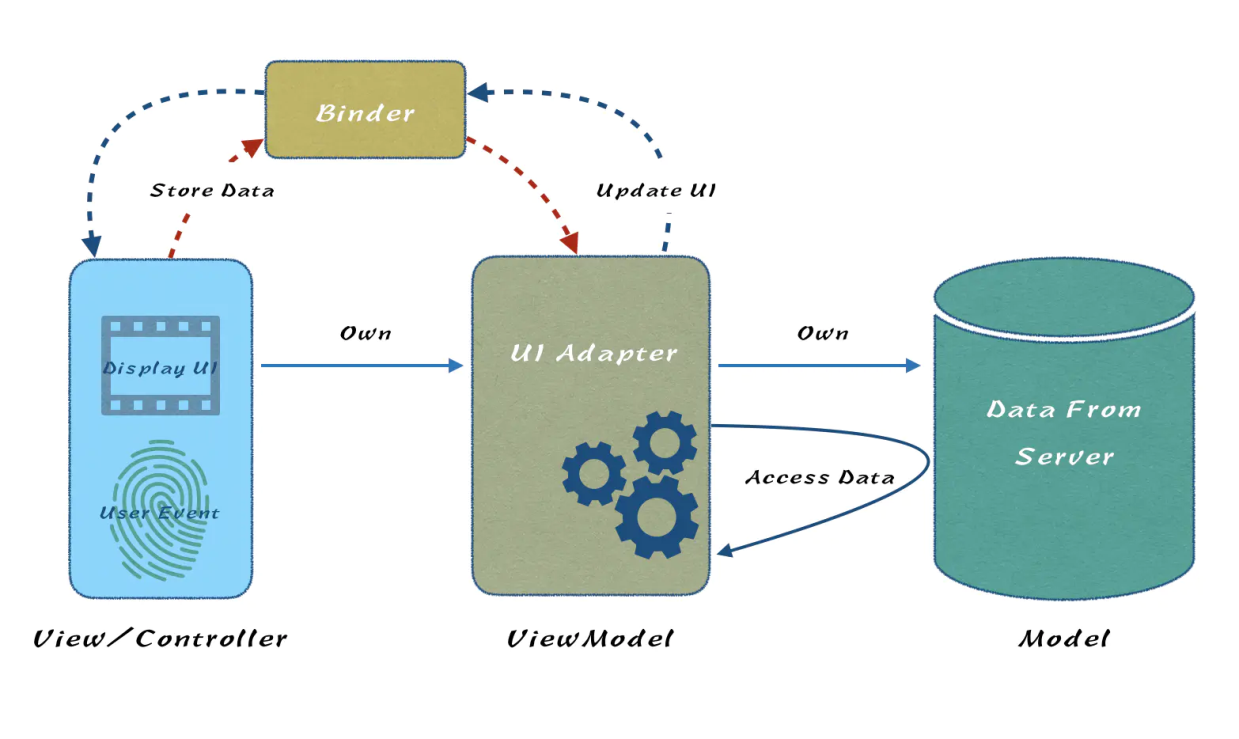 Binder
Store Data
Update UI
Own
Own
Display UI
UI Adapter
Data From
Server
Access Data
User Event
View/Controller
ViewModel
Model